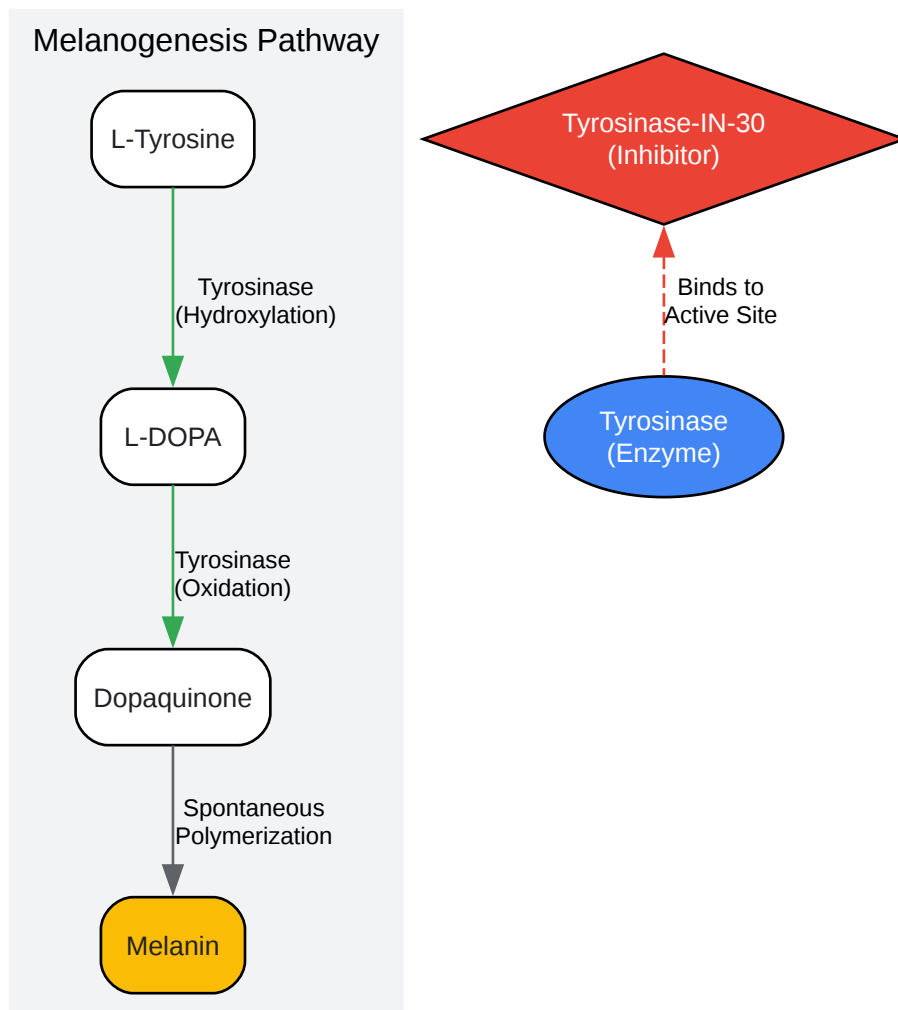 Melanogenesis Pathway
L-Tyrosine
Tyrosinase
(Hydroxylation)
L-DOPA
Tyrosinase
(Oxidation)
Dopaquinone
Spontaneous
Polymerization
Melanin
Tyrosinase-IN-30
(Inhibitor)
Binds to
Active Site
Tyrosinase
(Enzyme)